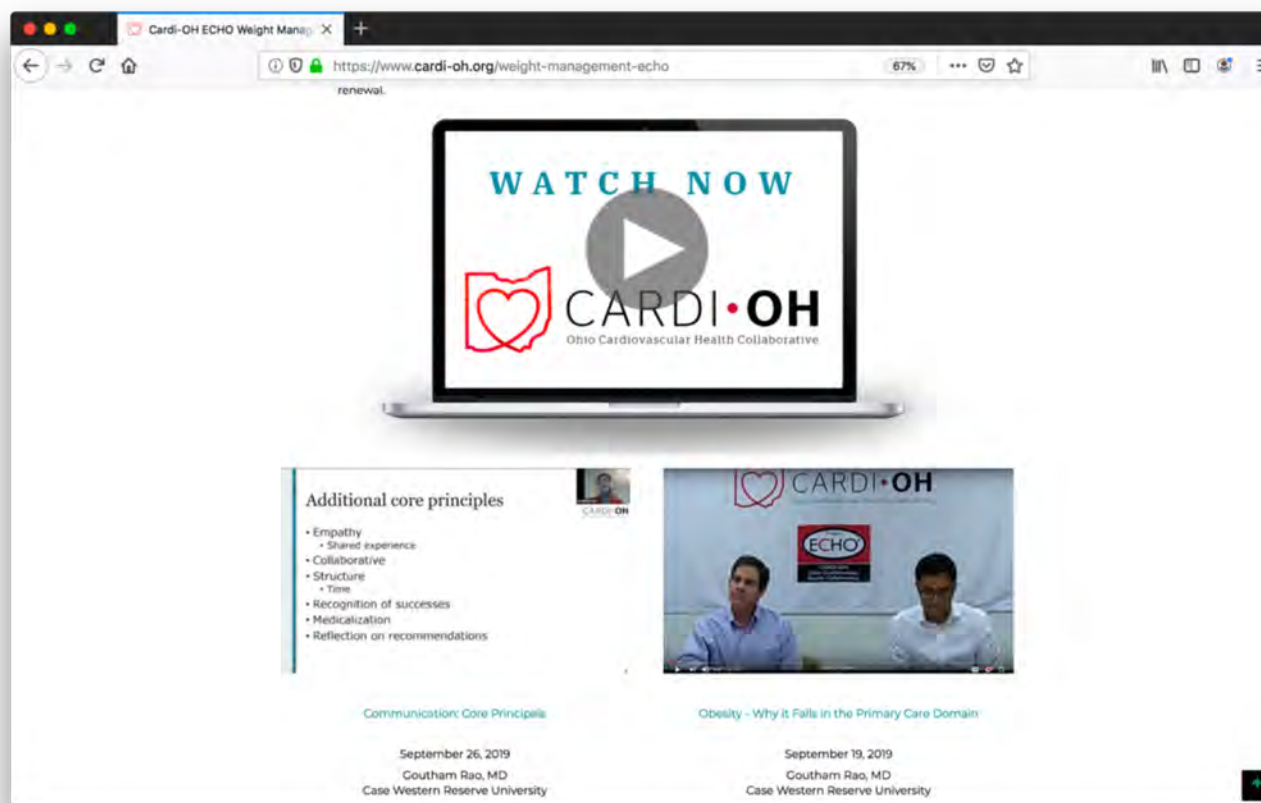 Cardi-OH ECHO Weight Manag
https://www.cardi-oh.org/weight-management-echo
67%
renewal.
WATCH NOW
CARDI•OH
Ohio Cardiovascular Health Collaborative
Additional core principles
CARDI•OH
• Empathy
• Shared experience
• Collaborative
• Structure
• Time
• Recognition of successes
• Medicalization
• Reflection on recommendations
CARDI•OH
ECHO
Communication: Core Principels
Obesity - Why it Falls in the Primary Care Domain
September 26, 2019
September 19, 2019
Goutham Rao, MD
Goutham Rao, MD
Case Western Reserve University
Case Western Reserve University